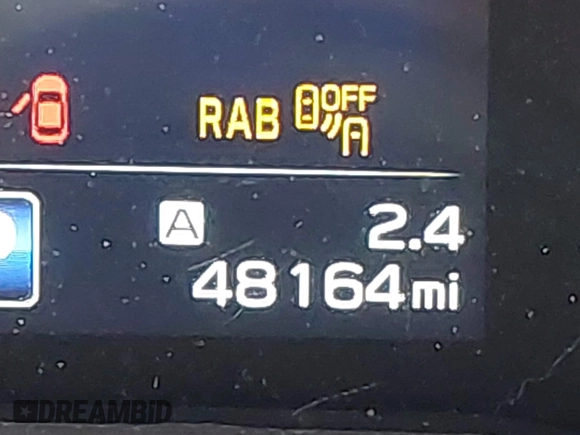 RAB OFF
A 2.4
48164mi
DREAMBID